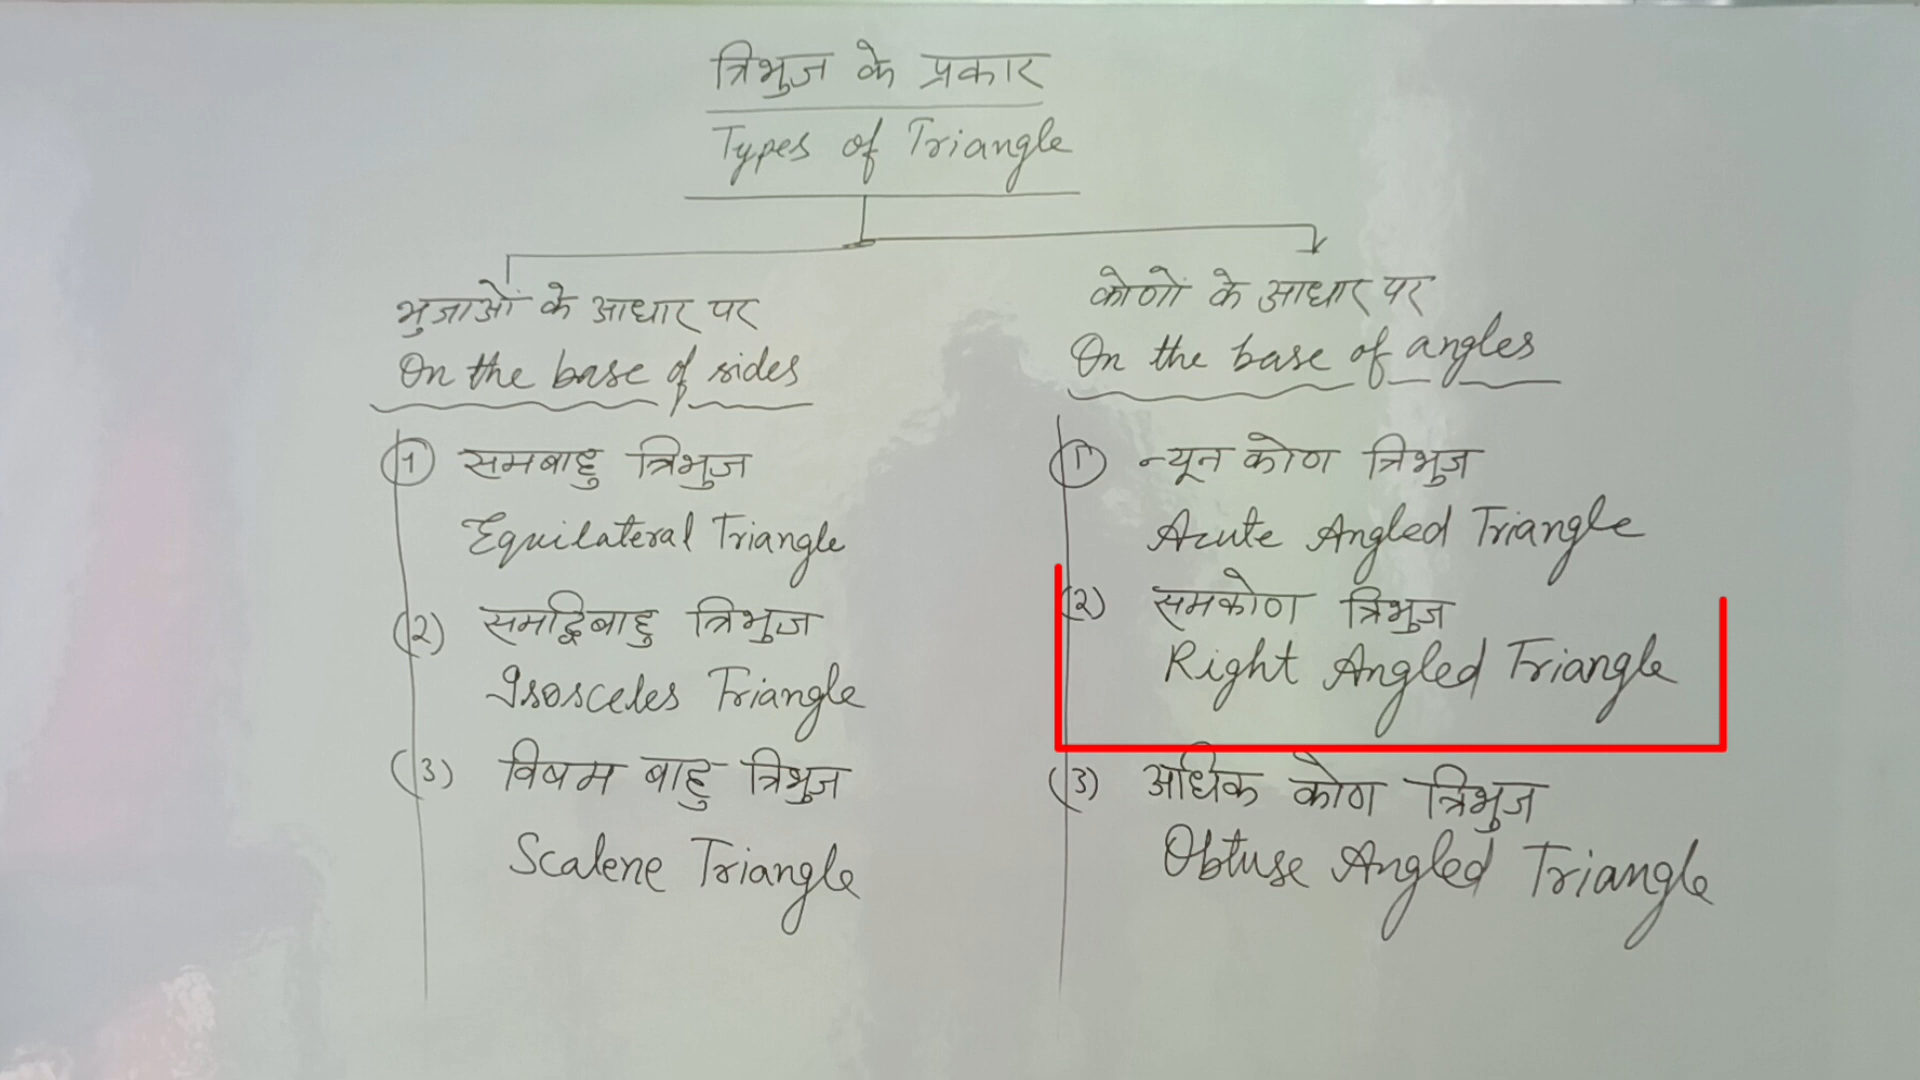 त्रिभुज के प्रकार
Types of Triangle
भुजाओं के आधार पर
On the base of sides
(1) समबाहु त्रिभुज
Equilateral Triangle
(2) समद्विबाहु त्रिभुज
Isosceles Triangle
(3) विषम बाहु त्रिभुज
Scalene Triangle
कोणों के आधार पर
On the base of angles
(1) न्यून कोण त्रिभुज
Acute Angled Triangle
(2) समकोण त्रिभुज
Right Angled Triangle
(3) अधिक कोण त्रिभुज
Obtuse Angled Triangle